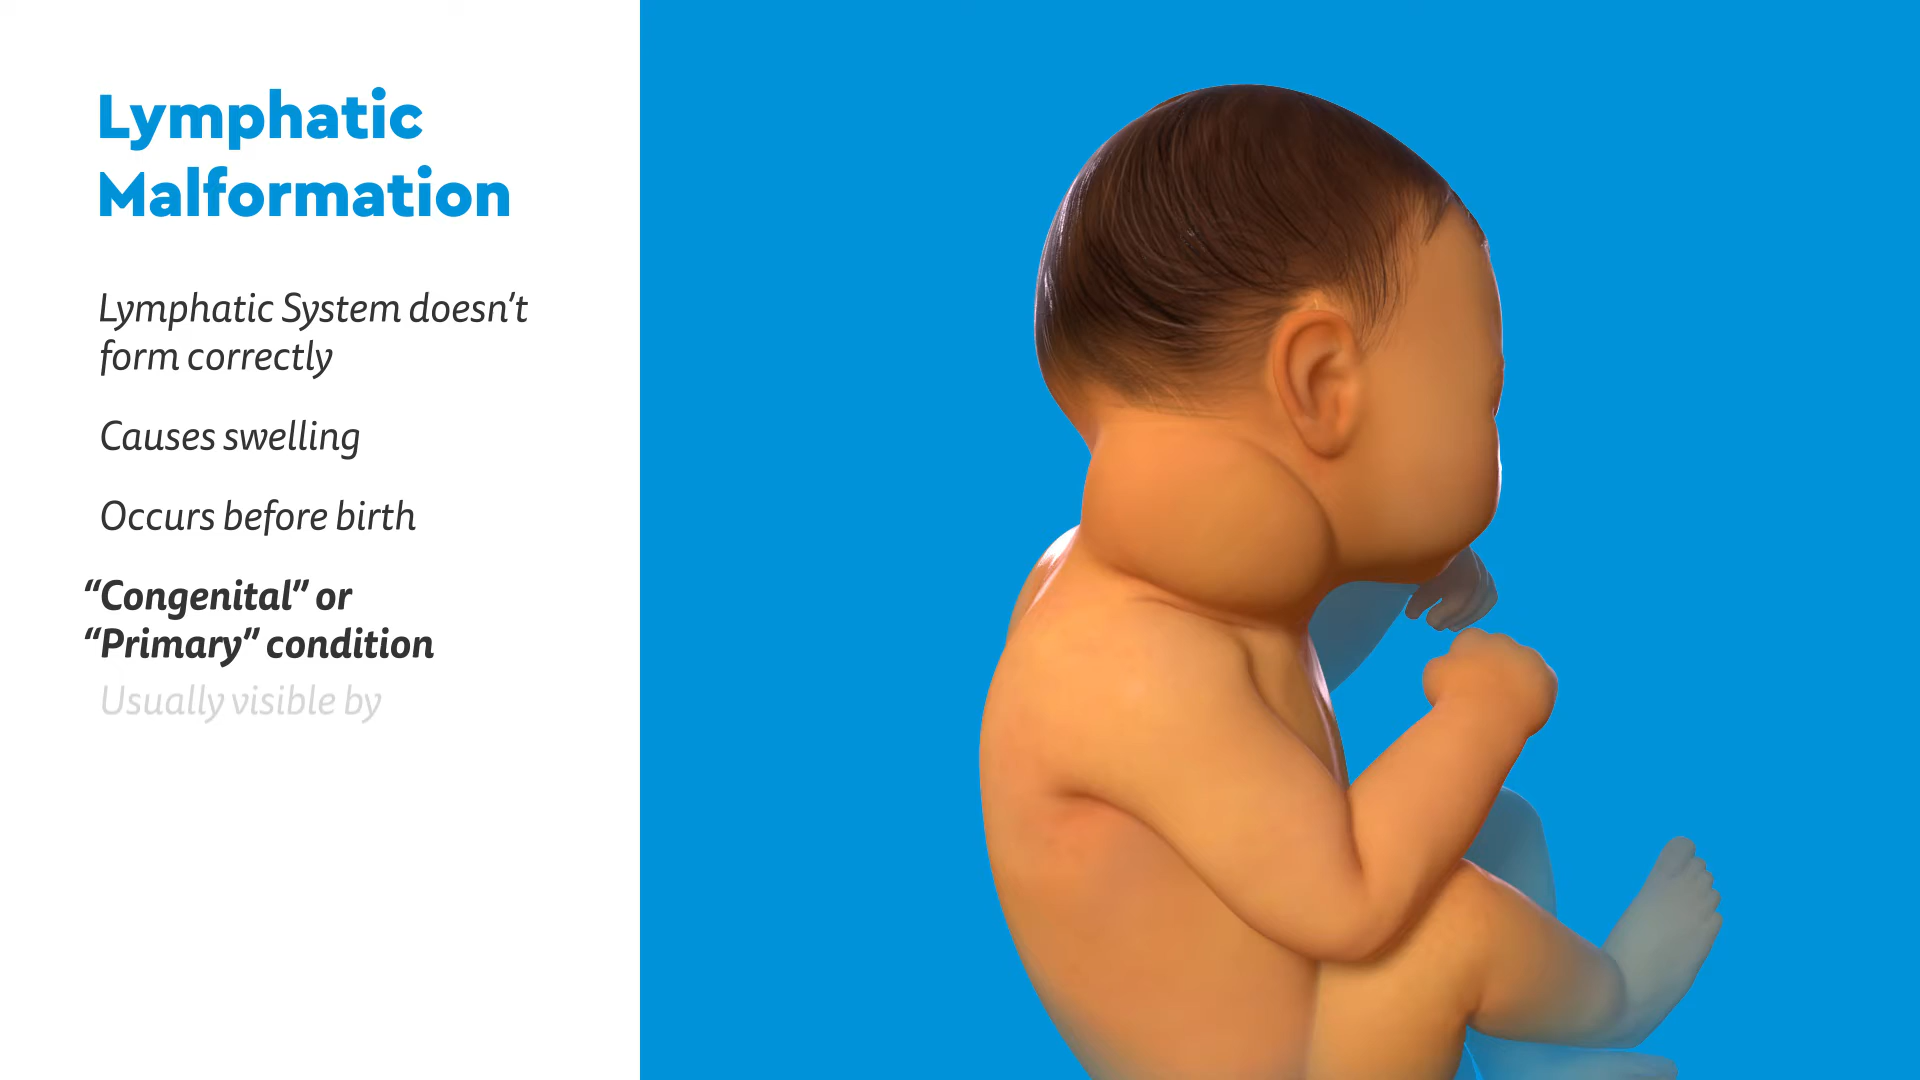 Lymphatic
Malformation
Lymphatic System doesn’t
form correctly
Causes swelling
Occurs before birth
“Congenital” or
“Primary” condition
Usually visible by